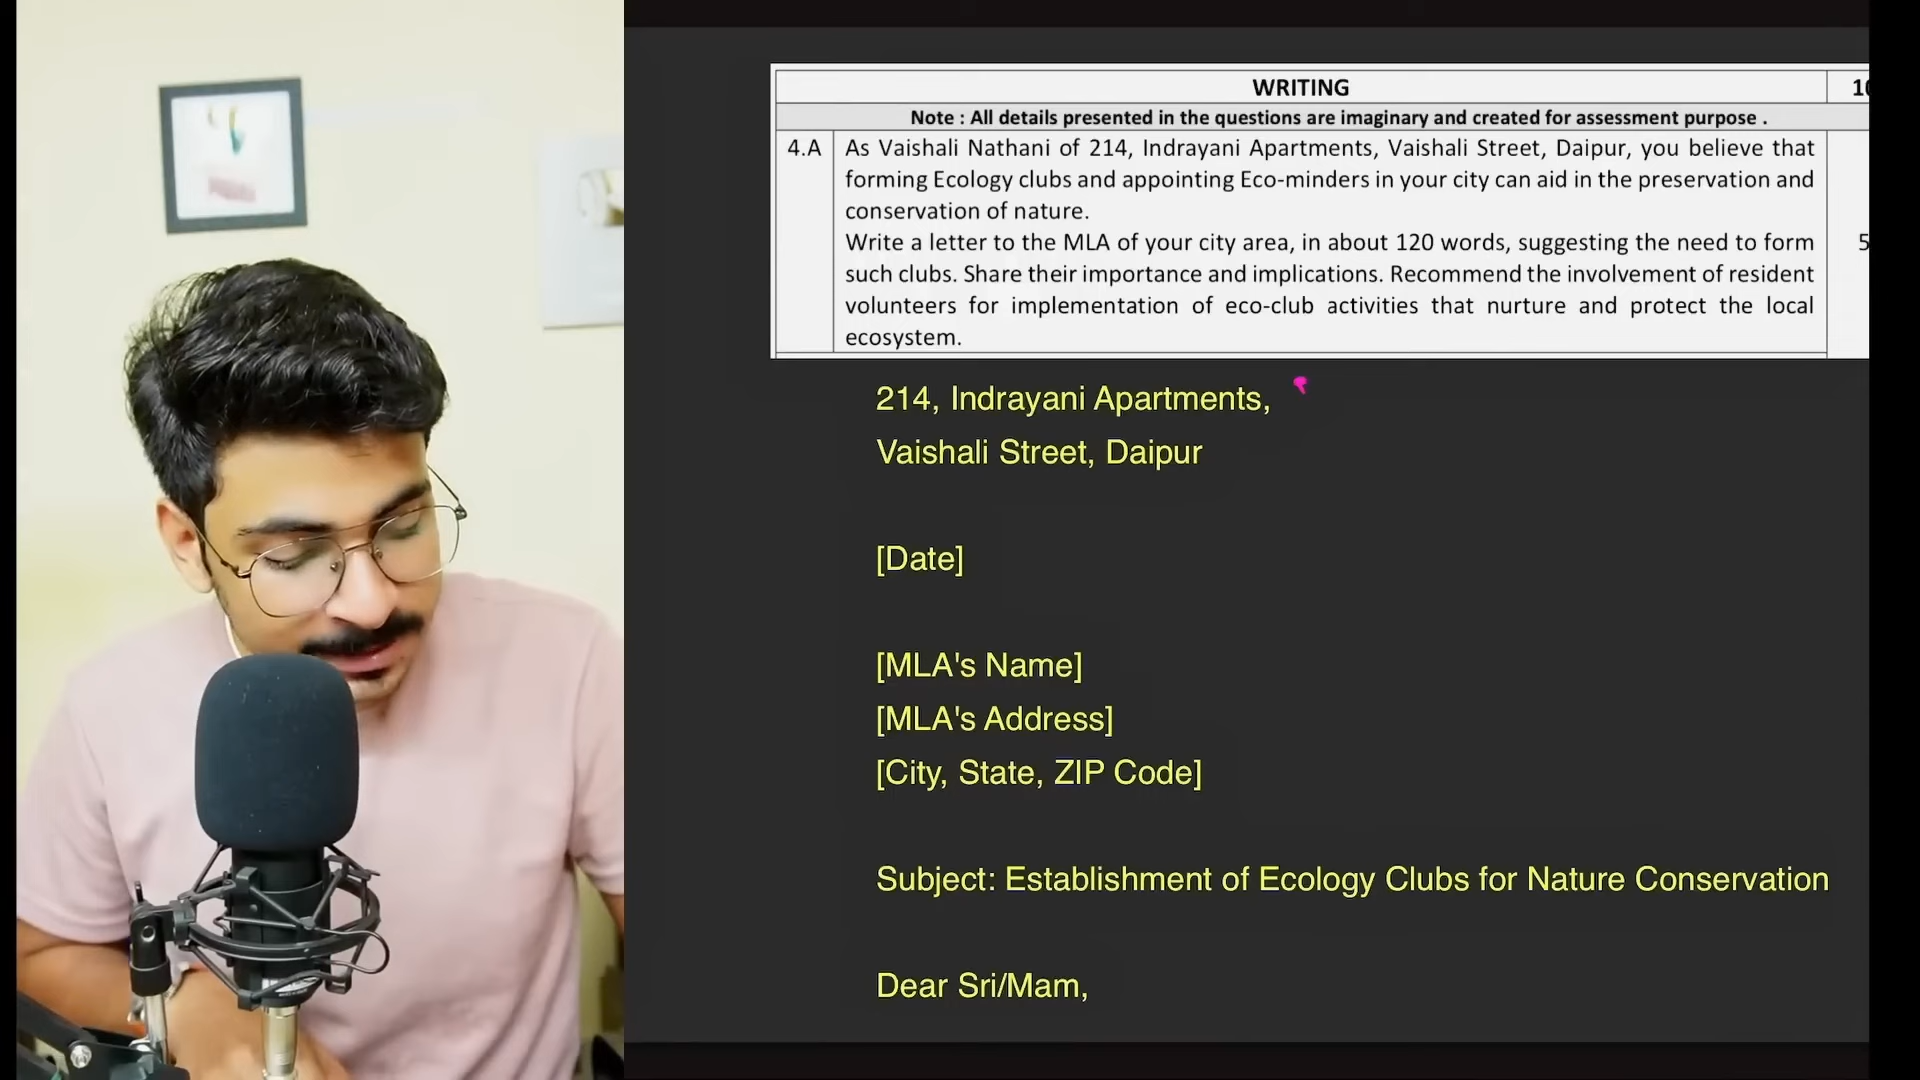 WRITING
Note : All details presented in the questions are imaginary and created for assessment purpose .
4.A
As Vaishali Nathani of 214, Indrayani Apartments, Vaishali Street, Daipur, you believe that
forming Ecology clubs and appointing Eco-minders in your city can aid in the preservation and
conservation of nature.
Write a letter to the MLA of your city area, in about 120 words, suggesting the need to form
such clubs. Share their importance and implications. Recommend the involvement of resident
volunteers for implementation of eco-club activities that nurture and protect the local
ecosystem.
5
214, Indrayani Apartments,
Vaishali Street, Daipur
[Date]
[MLA's Name]
[MLA's Address]
[City, State, ZIP Code]
Subject: Establishment of Ecology Clubs for Nature Conservation
Dear Sri/Mam,